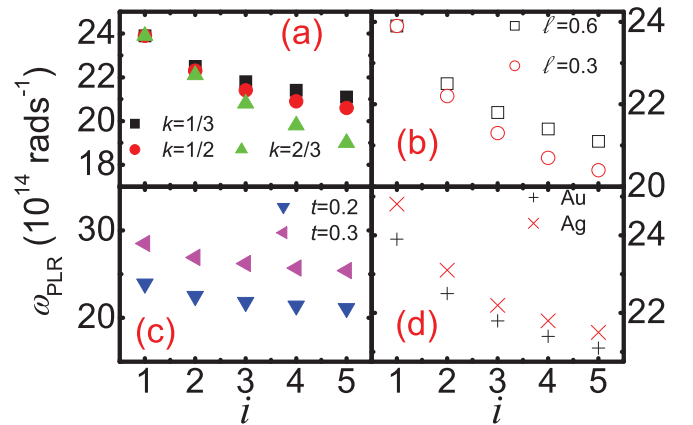 ω_PLR (10^14 rads^-1)
24
22
20
18
(a)
k=1/3
k=1/2
k=2/3
24
22
20
(b)
ℓ=0.6
ℓ=0.3
30
20
(c)
t=0.2
t=0.3
24
22
(d)
Au
Ag
1 2 3 4 5
1 2 3 4 5
i
i